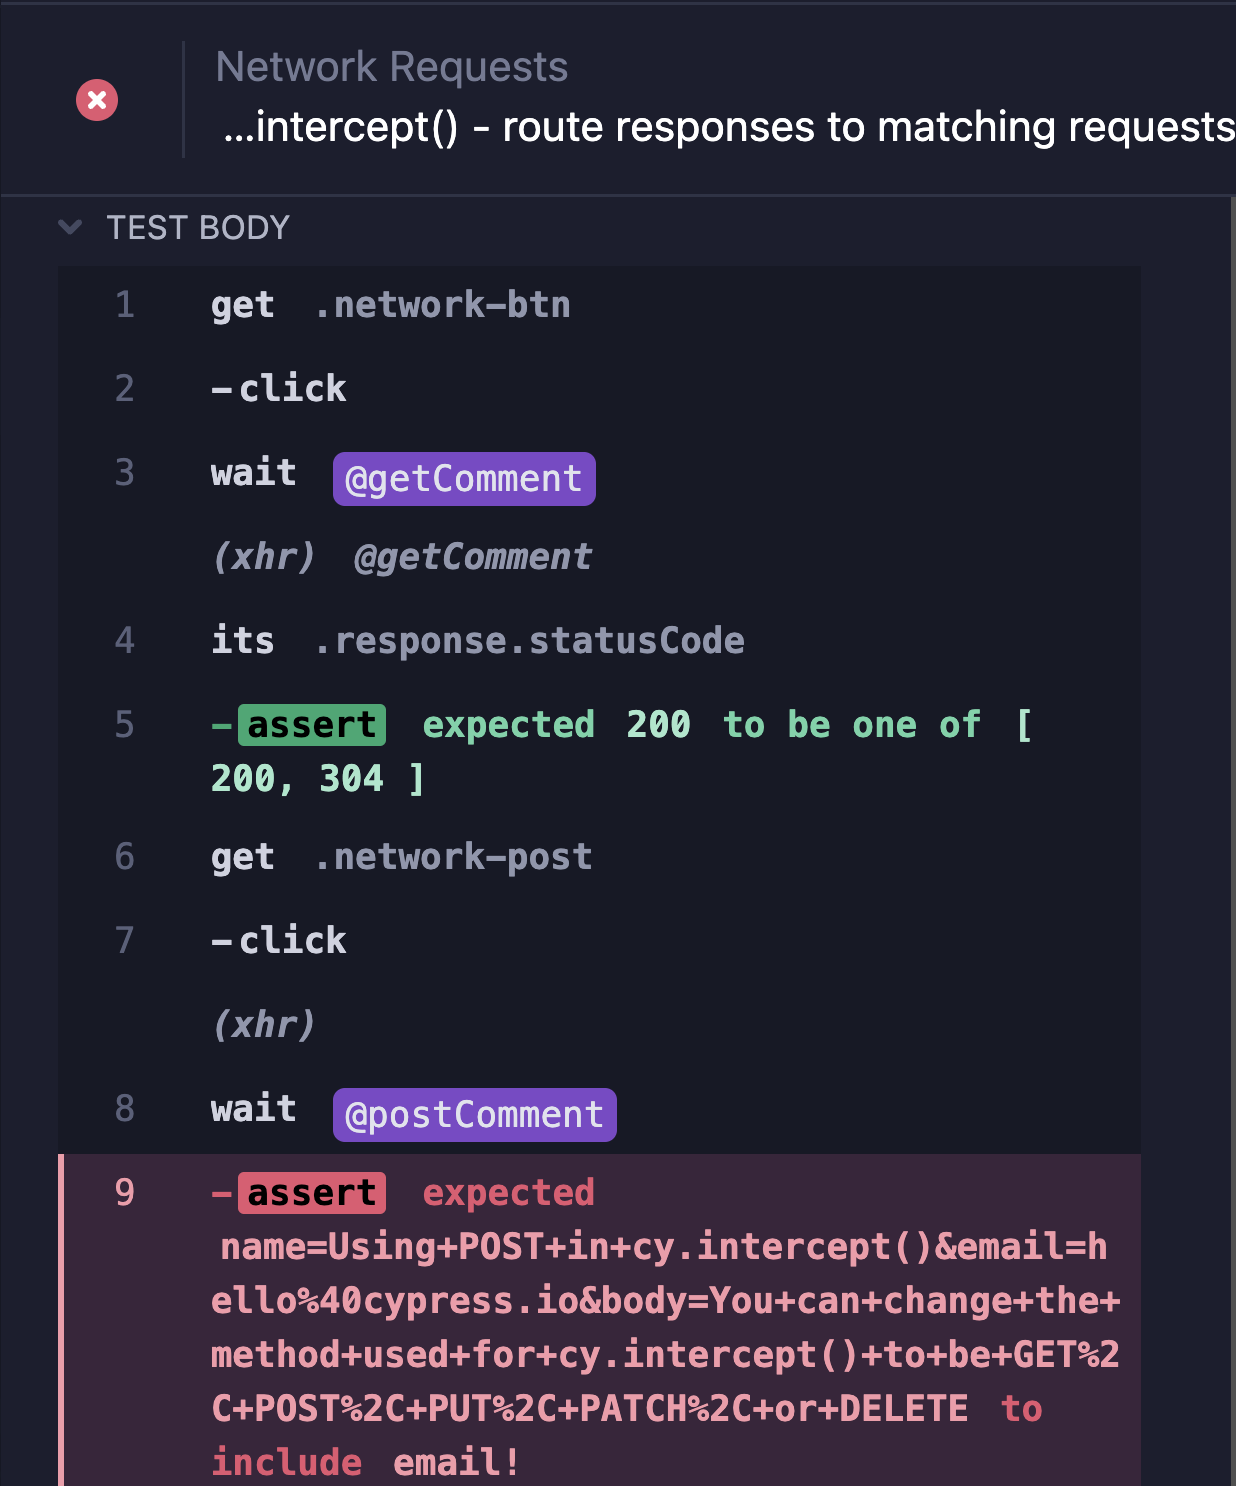 Network Requests
...intercept() - route responses to matching requests
TEST BODY
1 get .network-btn
2 -click
3 wait @getComment
(xhr) @getComment
4 its .response.statusCode
5 -assert expected 200 to be one of [
200, 304 ]
6 get .network-post
7 -click
(xhr)
8 wait @postComment
9 -assert expected
name=Using+POST+in+cy.intercept()&email=h
ello%40cypress.io&body=You+can+change+the+
method+used+for+cy.intercept()+to+be+GET%2
C+POST%2C+PUT%2C+PATCH%2C+or+DELETE to
include email!